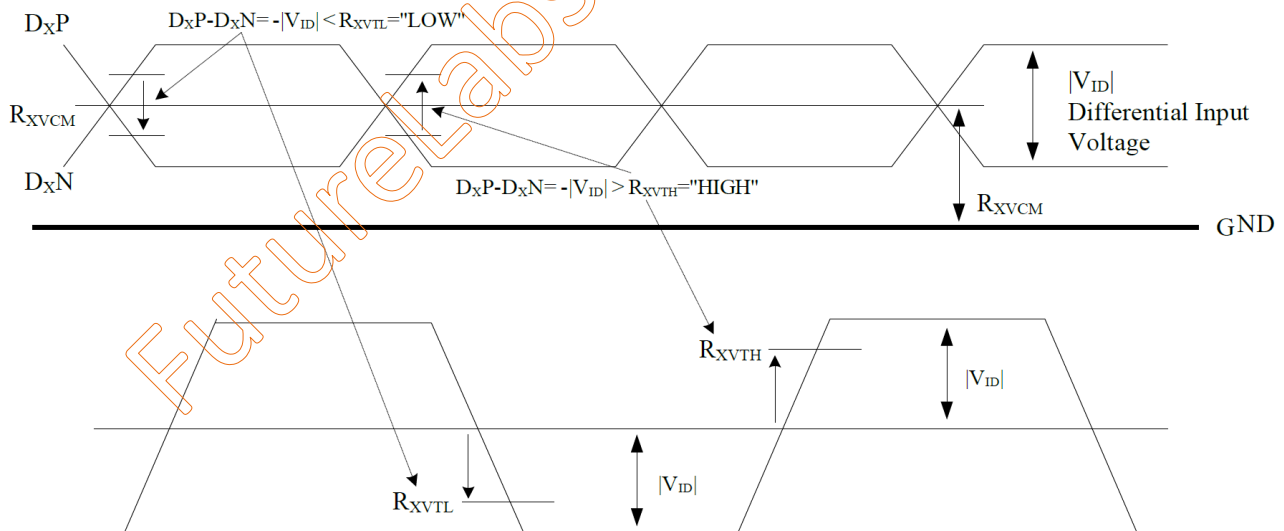 DXP
DXP-DXN= -|VID| < RXVTL="LOW"
RXVCM
|VID|
Differential Input
Voltage
DXN
DXP-DXN= -|VID| > RXVTH="HIGH"
RXVCM
GND
FutureLabs
RXVTH
|VID|
RXVTL
|VID|